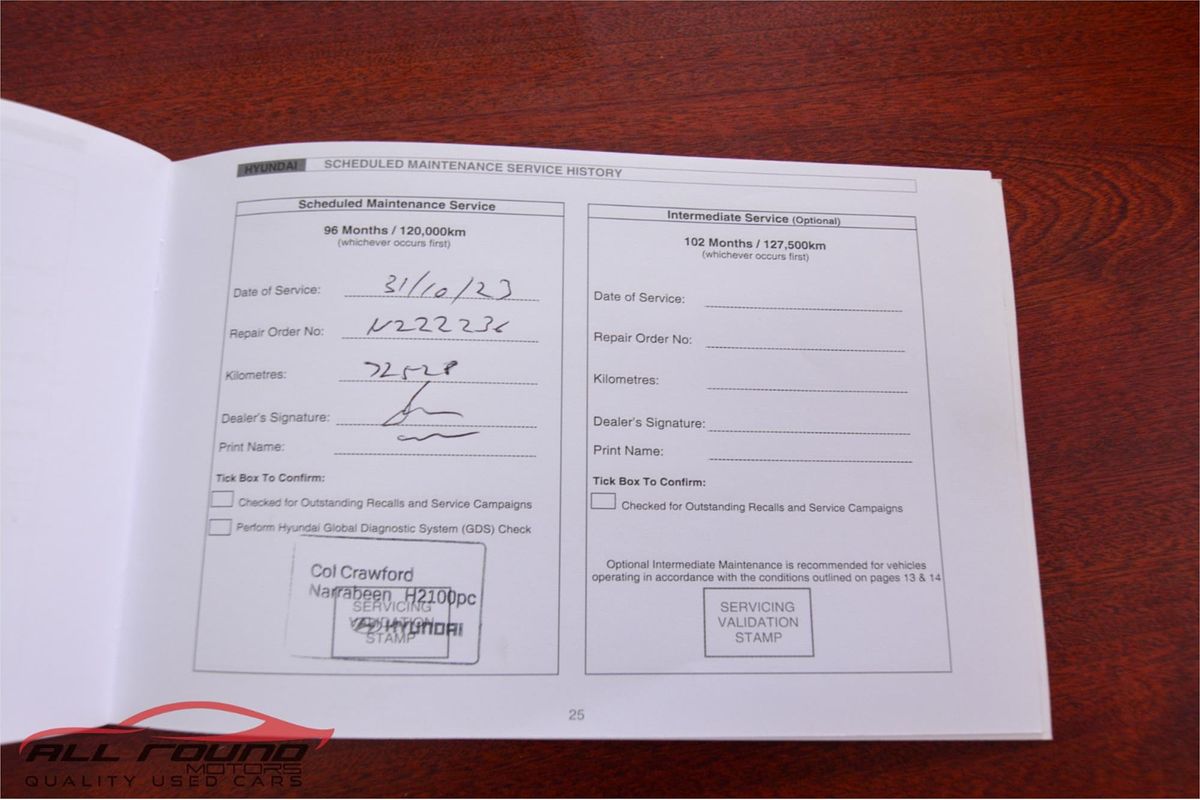 HYUNDAI SCHEDULED MAINTENANCE SERVICE HISTORY
Scheduled Maintenance Service
96 Months / 120,000km
(whichever occurs first)
Date of Service: 31/10/23
Repair Order No: N222236
Kilometres: 72528
Dealer's Signature:
Print Name:
Tick Box To Confirm:
Checked for Outstanding Recalls and Service Campaigns
Perform Hyundai Global Diagnostic System (GDS) Check
Col Crawford
Narrabeen H2100pc
HYUNDAI
SERVICING
VALIDATION
STAMP
Intermediate Service (Optional)
102 Months / 127,500km
(whichever occurs first)
Date of Service:
Repair Order No:
Kilometres:
Dealer's Signature:
Print Name:
Tick Box To Confirm:
Checked for Outstanding Recalls and Service Campaigns
Optional Intermediate Maintenance is recommended for vehicles
operating in accordance with the conditions outlined on pages 13 & 14
SERVICING
VALIDATION
STAMP
25
ALL ROUND
MOTORS
QUALITY USED CARS